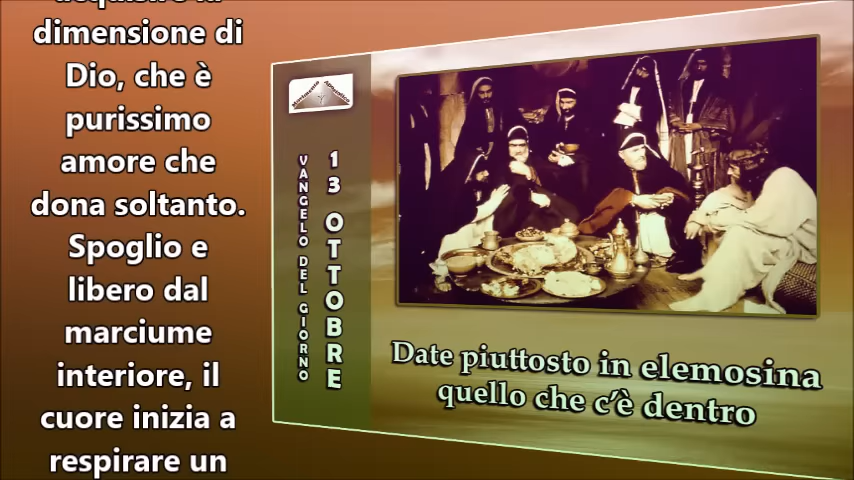 dimensione di
Dio, che è
purissimo
amore che
dona soltanto.
Spoglio e
libero dal
marciume
interiore, il
cuore inizia a
respirare un
VANGELO DEL GIORNO
13 OTTOBRE
Date piuttosto in elemosina
quello che c'è dentro